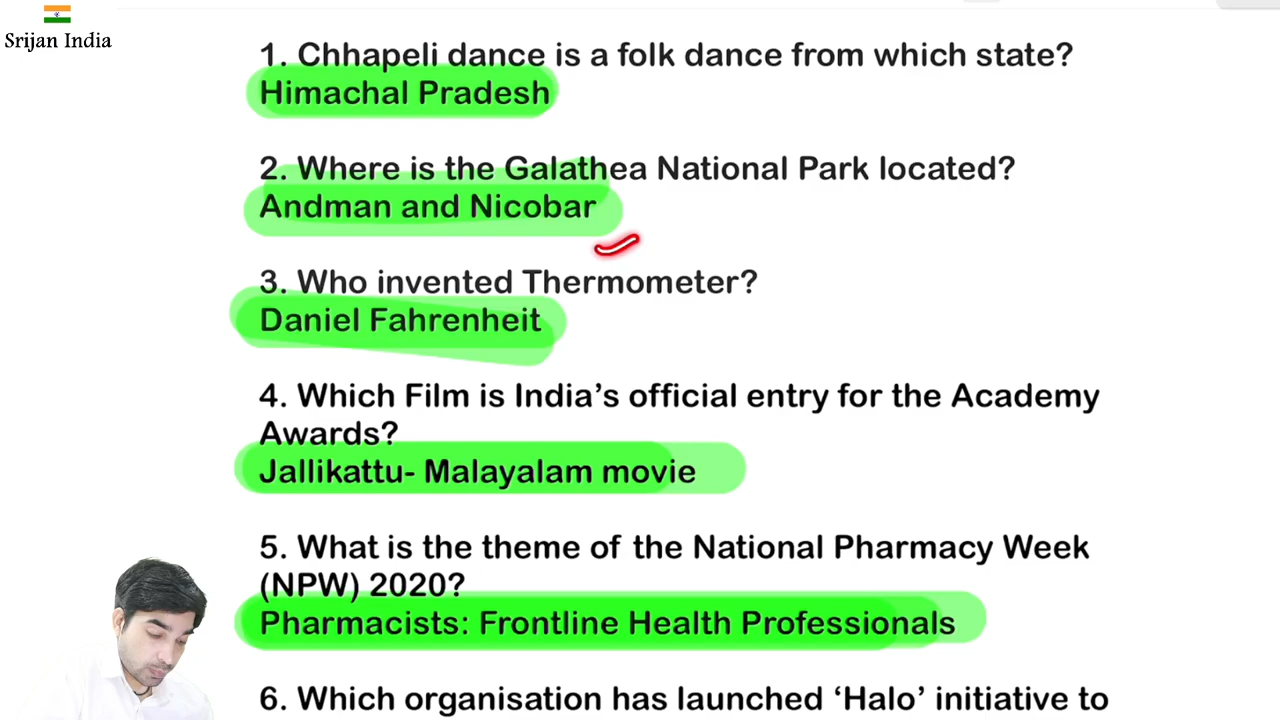 Srijan India
1. Chhapeli dance is a folk dance from which state?
Himachal Pradesh
2. Where is the Galathea National Park located?
Andman and Nicobar
3. Who invented Thermometer?
Daniel Fahrenheit
4. Which Film is India’s official entry for the Academy
Awards?
Jallikattu- Malayalam movie
5. What is the theme of the National Pharmacy Week
(NPW) 2020?
Pharmacists: Frontline Health Professionals
6. Which organisation has launched ‘Halo’ initiative to